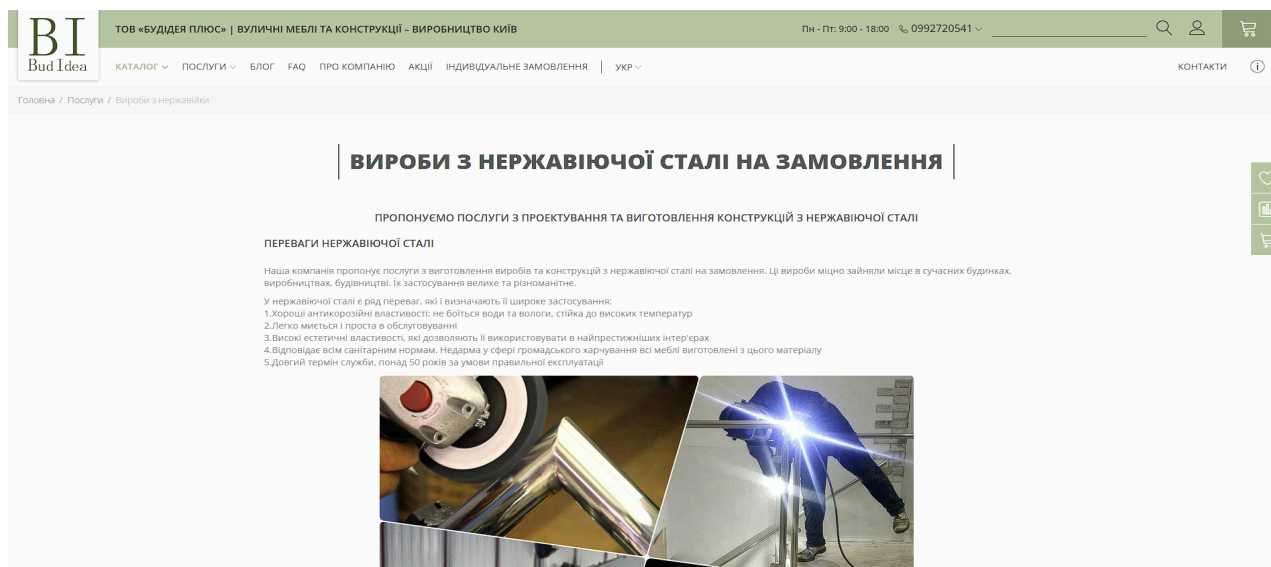 BI
Bud Idea
ТОВ «БУДІДЕЯ ПЛЮС» | ВУЛИЧНІ МЕБЛІ ТА КОНСТРУКЦІЇ – ВИРОБНИЦТВО КИЇВ
Пн - Пт: 9:00 - 18:00 0992720541
КАТАЛОГ ПОСЛУГИ БЛОГ FAQ ПРО КОМПАНІЮ АКЦІЇ ІНДИВІДУАЛЬНЕ ЗАМОВЛЕННЯ | УКР КОНТАКТИ
Головна / Послуги / Вироби з нержавійки
ВИРОБИ З НЕРЖАВІЮЧОЇ СТАЛІ НА ЗАМОВЛЕННЯ
ПРОПОНУЄМО ПОСЛУГИ З ПРОЕКТУВАННЯ ТА ВИГОТОВЛЕННЯ КОНСТРУКЦІЙ З НЕРЖАВІЮЧОЇ СТАЛІ
ПЕРЕВАГИ НЕРЖАВІЮЧОЇ СТАЛІ
Наша компанія пропонує послуги з виготовлення виробів та конструкцій з нержавіючої сталі на замовлення. Ці вироби міцно зайняли місце в сучасних будинках,
виробництвах, будівництві. Їх застосування велике та різноманітне.
У нержавіючої сталі є ряд переваг, які і визначають її широке застосування:
1.Хороші антикорозійні властивості: не боїться води та вологи, стійка до високих температур
2.Легко миється і проста в обслуговуванні
3.Високі естетичні властивості, які дозволяють її використовувати в найпрестижніших інтер'єрах
4.Відповідає всім санітарним нормам. Недарма у сфері громадського харчування всі меблі виготовлені з цього матеріалу
5.Довгий термін служби, понад 50 років за умови правильної експлуатації